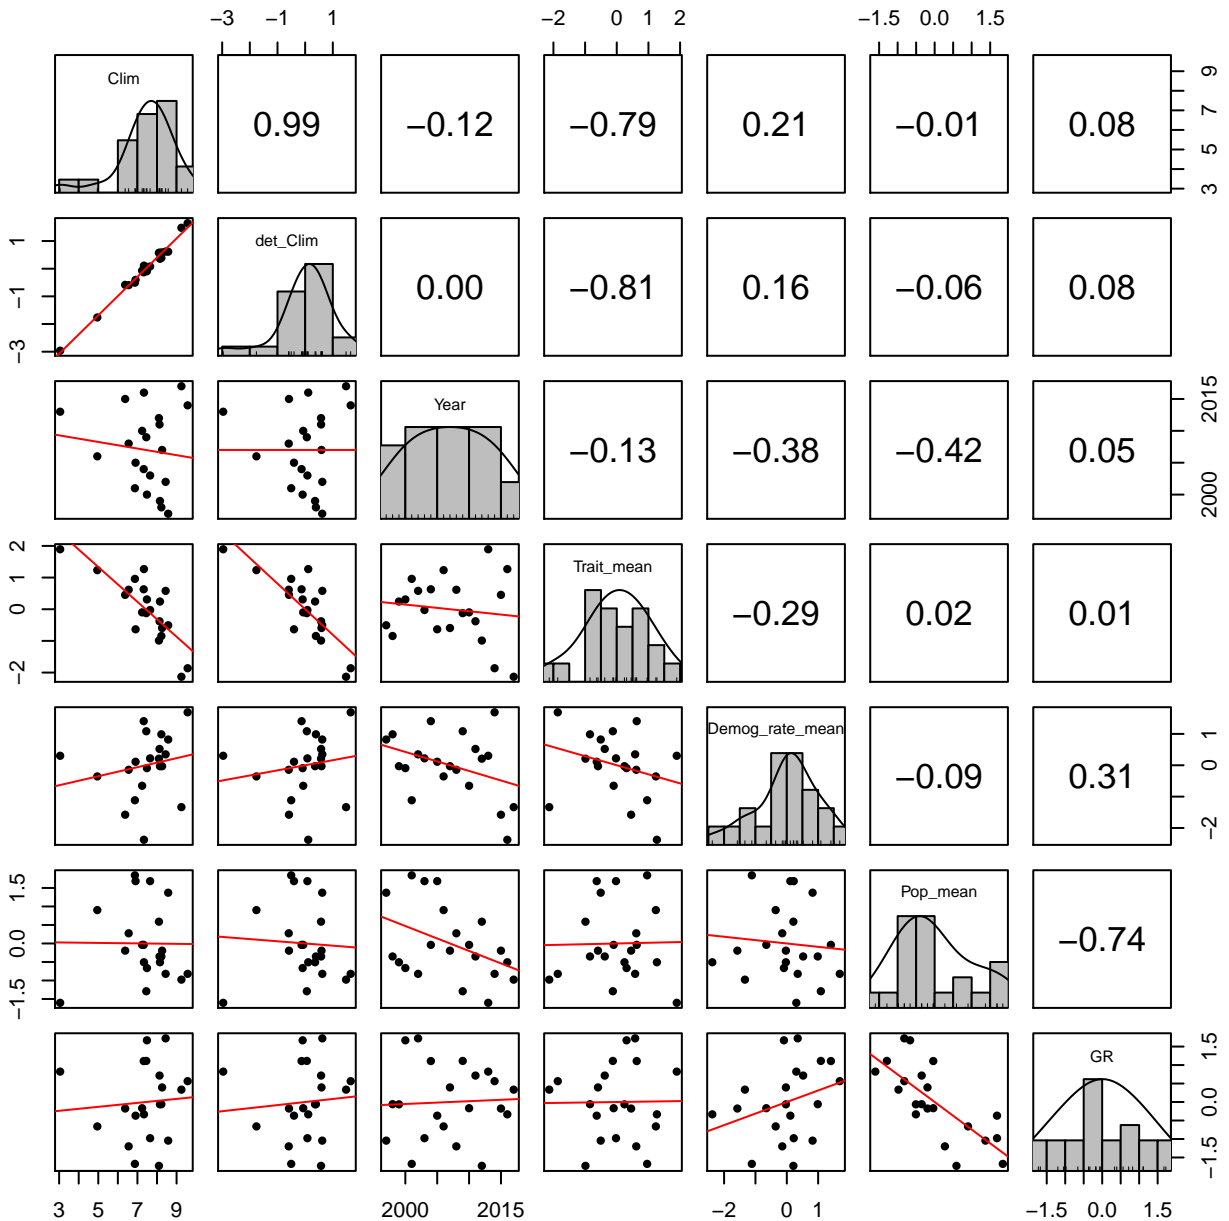 −3 1 −2 0 1 2 −1.5 0.0 1.5
Clim 0.99 −0.12 −0.79 0.21 −0.01 0.08 3 5 7 9
−3 −1 1 det_Clim 0.00 −0.81 0.16 −0.06 0.08
Year −0.13 −0.38 −0.42 0.05 2000 2015
−2 0 1 2 Trait_mean −0.29 0.02 0.01
Demog_rate_mean −0.09 0.31 −2 0 1
−1.5 0.0 1.5 Pop_mean −0.74
GR −1.5 0.0 1.5
3 5 7 9 2000 2015 −2 0 1 −1.5 0.0 1.5